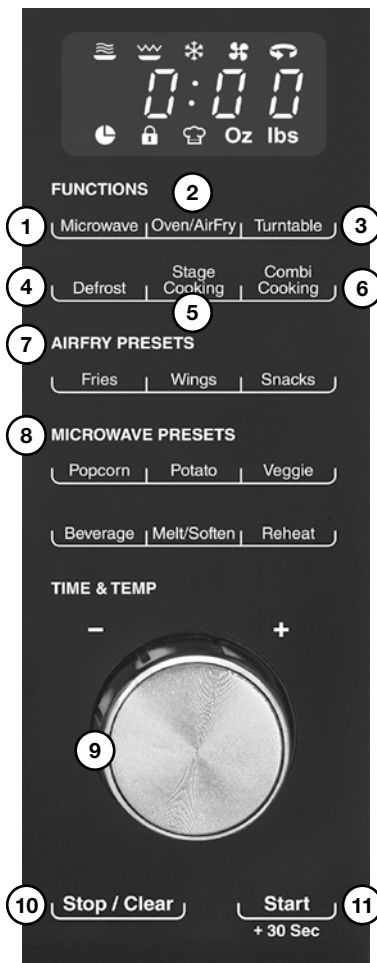 0:00
Oz lbs
FUNCTIONS
2
1 Microwave Oven/AirFry Turntable 3
4 Defrost Stage Cooking Combi Cooking 6
5
7 AIRFRY PRESETS
Fries Wings Snacks
8 MICROWAVE PRESETS
Popcorn Potato Veggie
Beverage Melt/Soften Reheat
TIME & TEMP
− +
9
10 Stop / Clear Start 11
+ 30 Sec